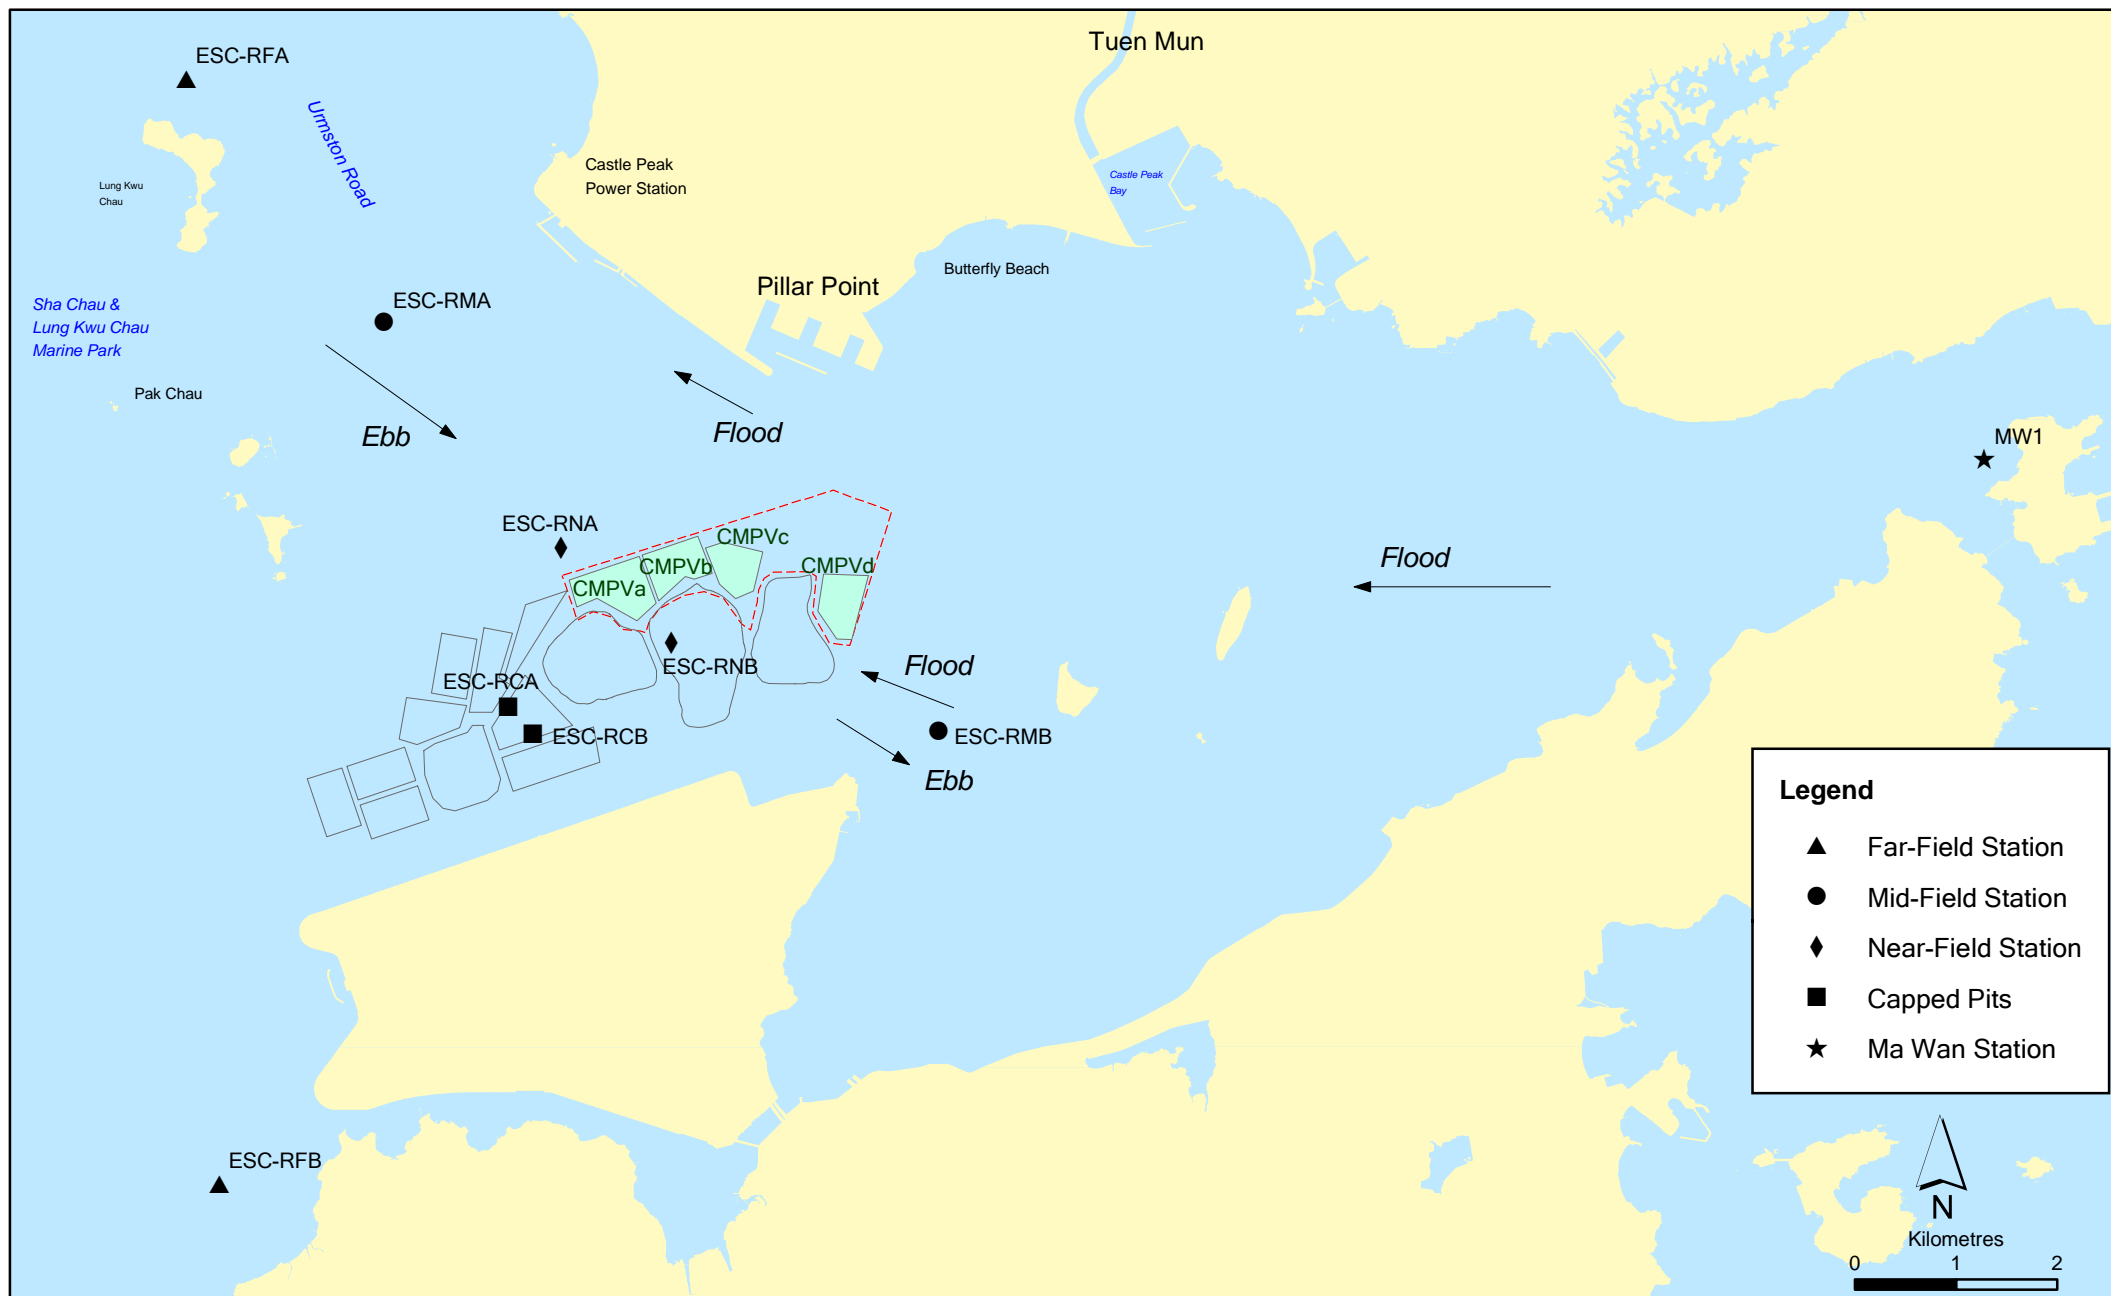 Tuen Mun
ESC-RFA
Urmston Road
Castle Peak
Power Station
Castle Peak
Bay
Lung Kwu
Chau
Butterfly Beach
Pillar Point
ESC-RMA
Sha Chau &
Lung Kwu Chau
Marine Park
Pak Chau
Ebb
Flood
MW1
ESC-RNA
CMPVc
CMPVb
CMPVd
CMPVa
Flood
ESC-RNB
Flood
ESC-RCA
ESC-RCB
ESC-RMB
Ebb
Legend
Far-Field Station
Mid-Field Station
Near-Field Station
Capped Pits
Ma Wan Station
ESC-RFB
N
Kilometres
0 1 2